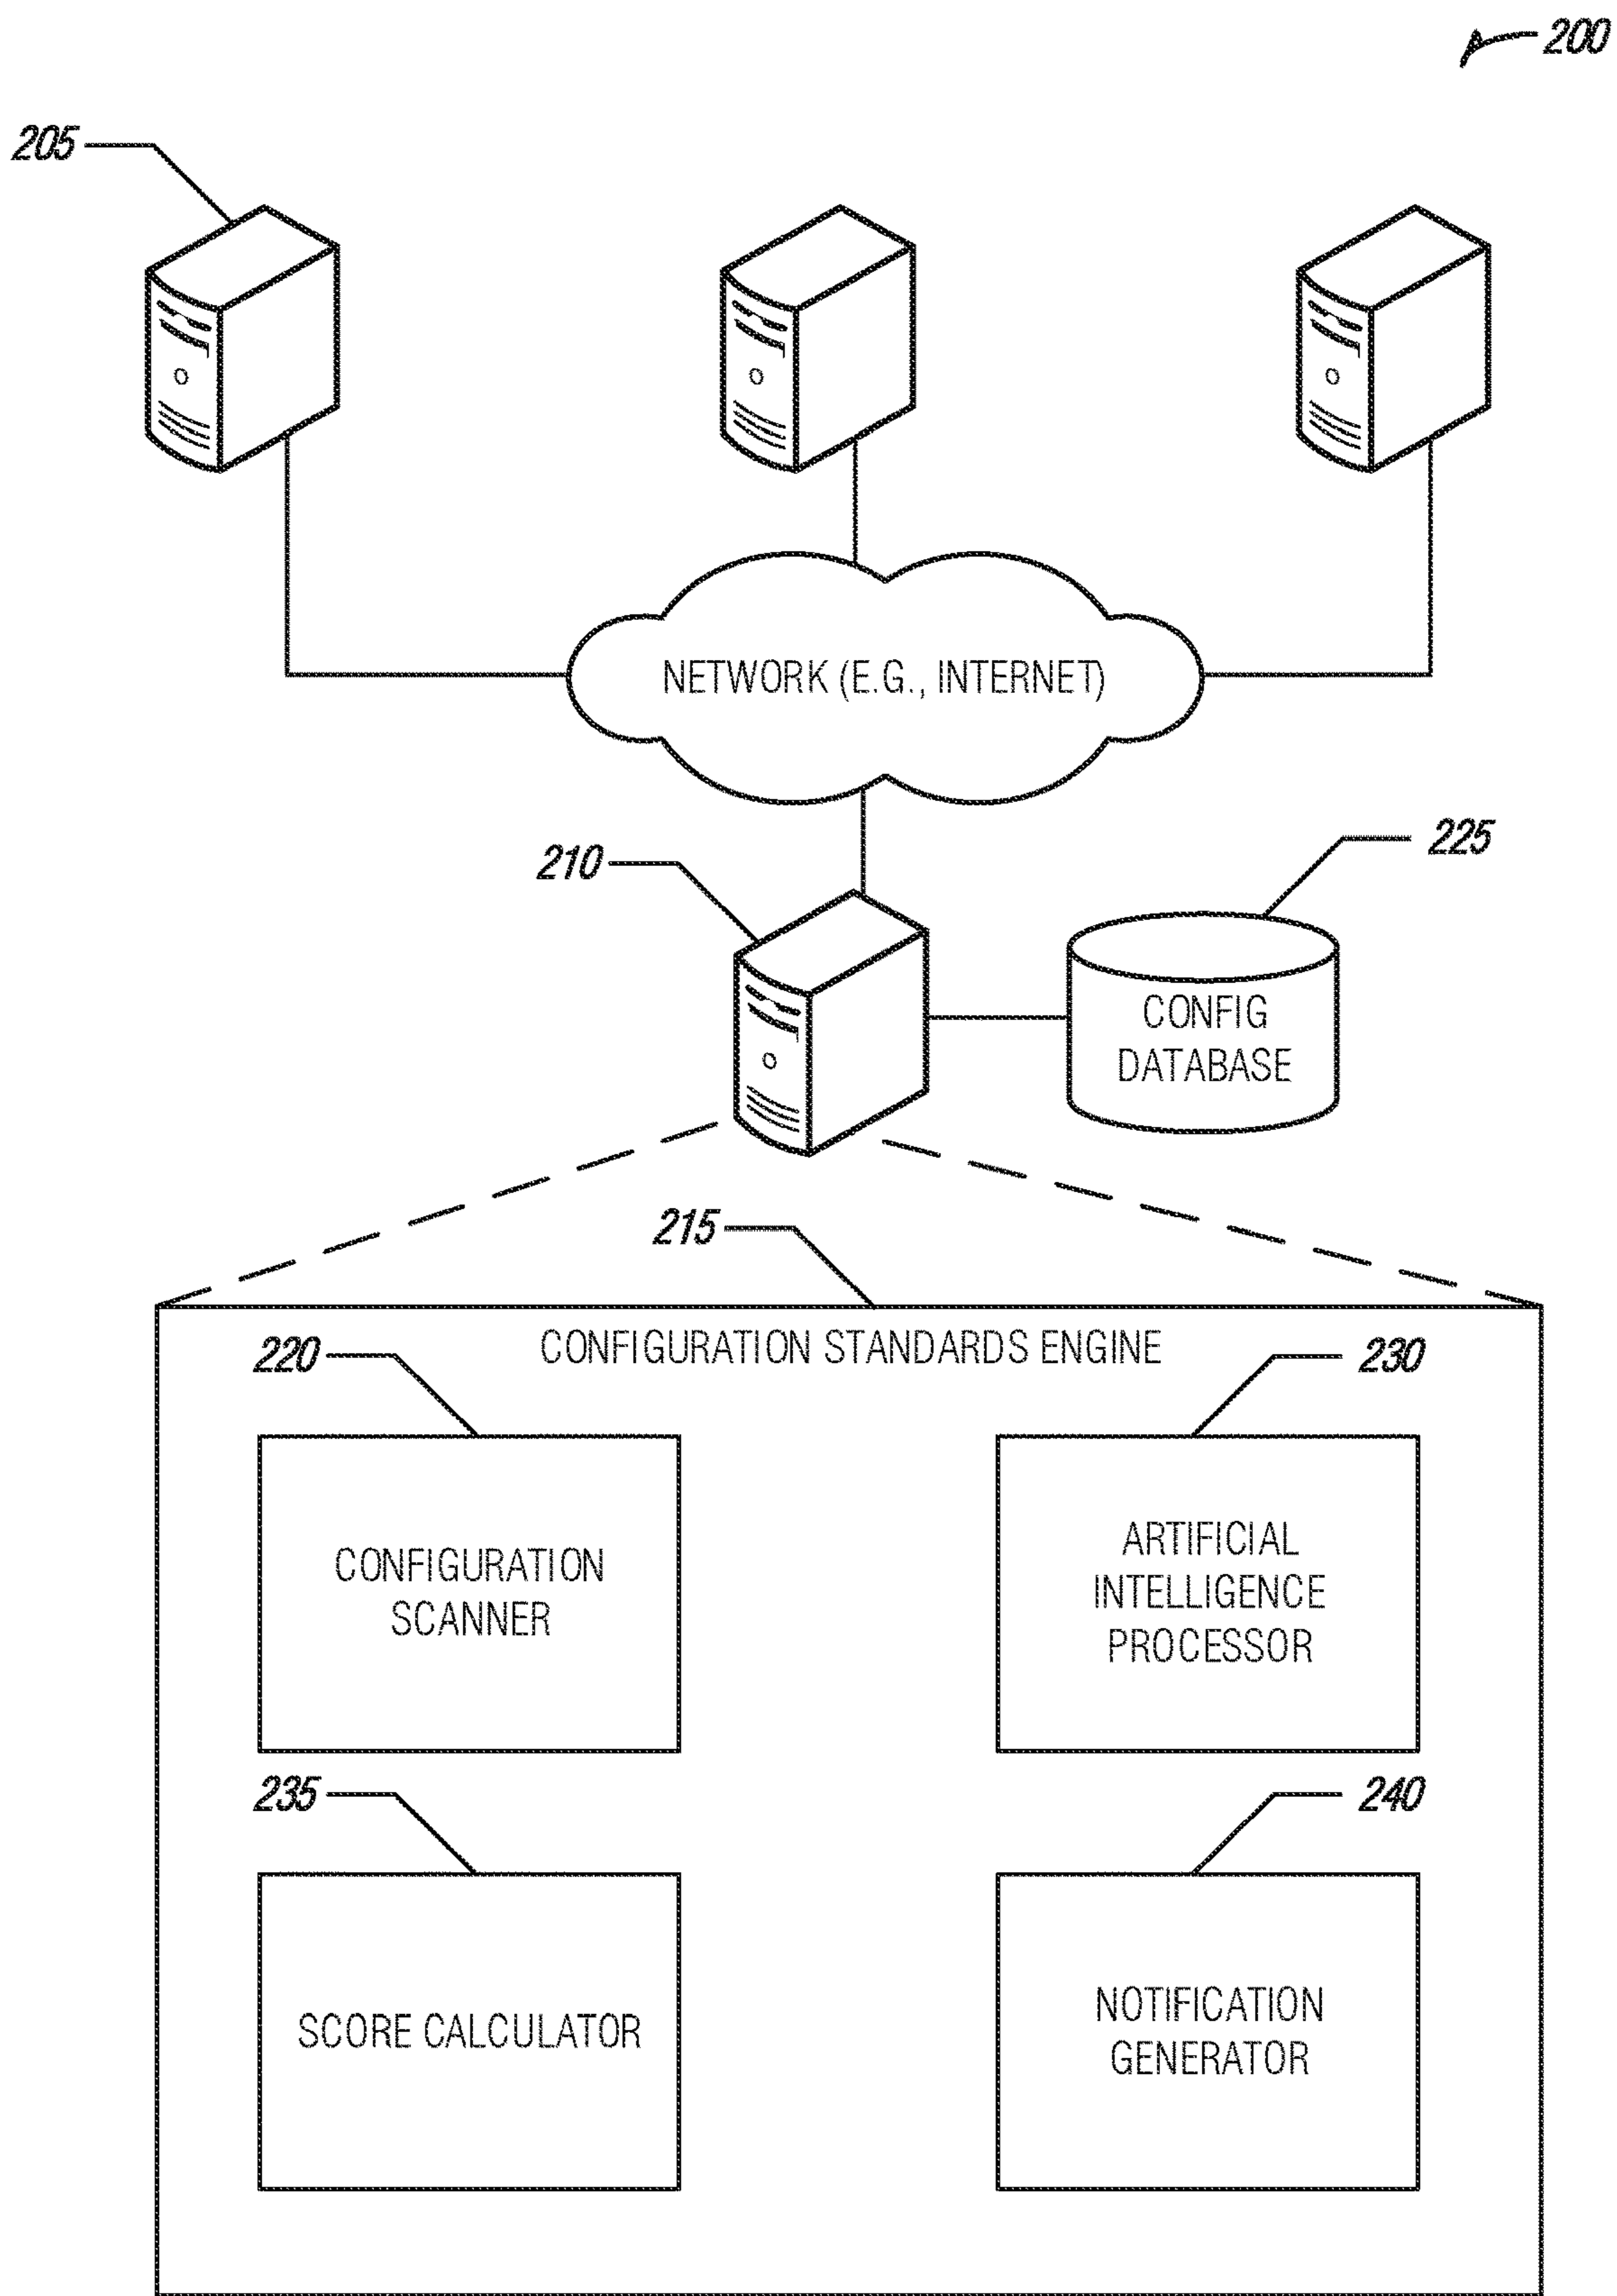 200
205
NETWORK (E.G., INTERNET)
210
225
CONFIG
DATABASE
215
CONFIGURATION STANDARDS ENGINE
220
230
CONFIGURATION
SCANNER
ARTIFICIAL
INTELLIGENCE
PROCESSOR
235
240
SCORE CALCULATOR
NOTIFICATION
GENERATOR